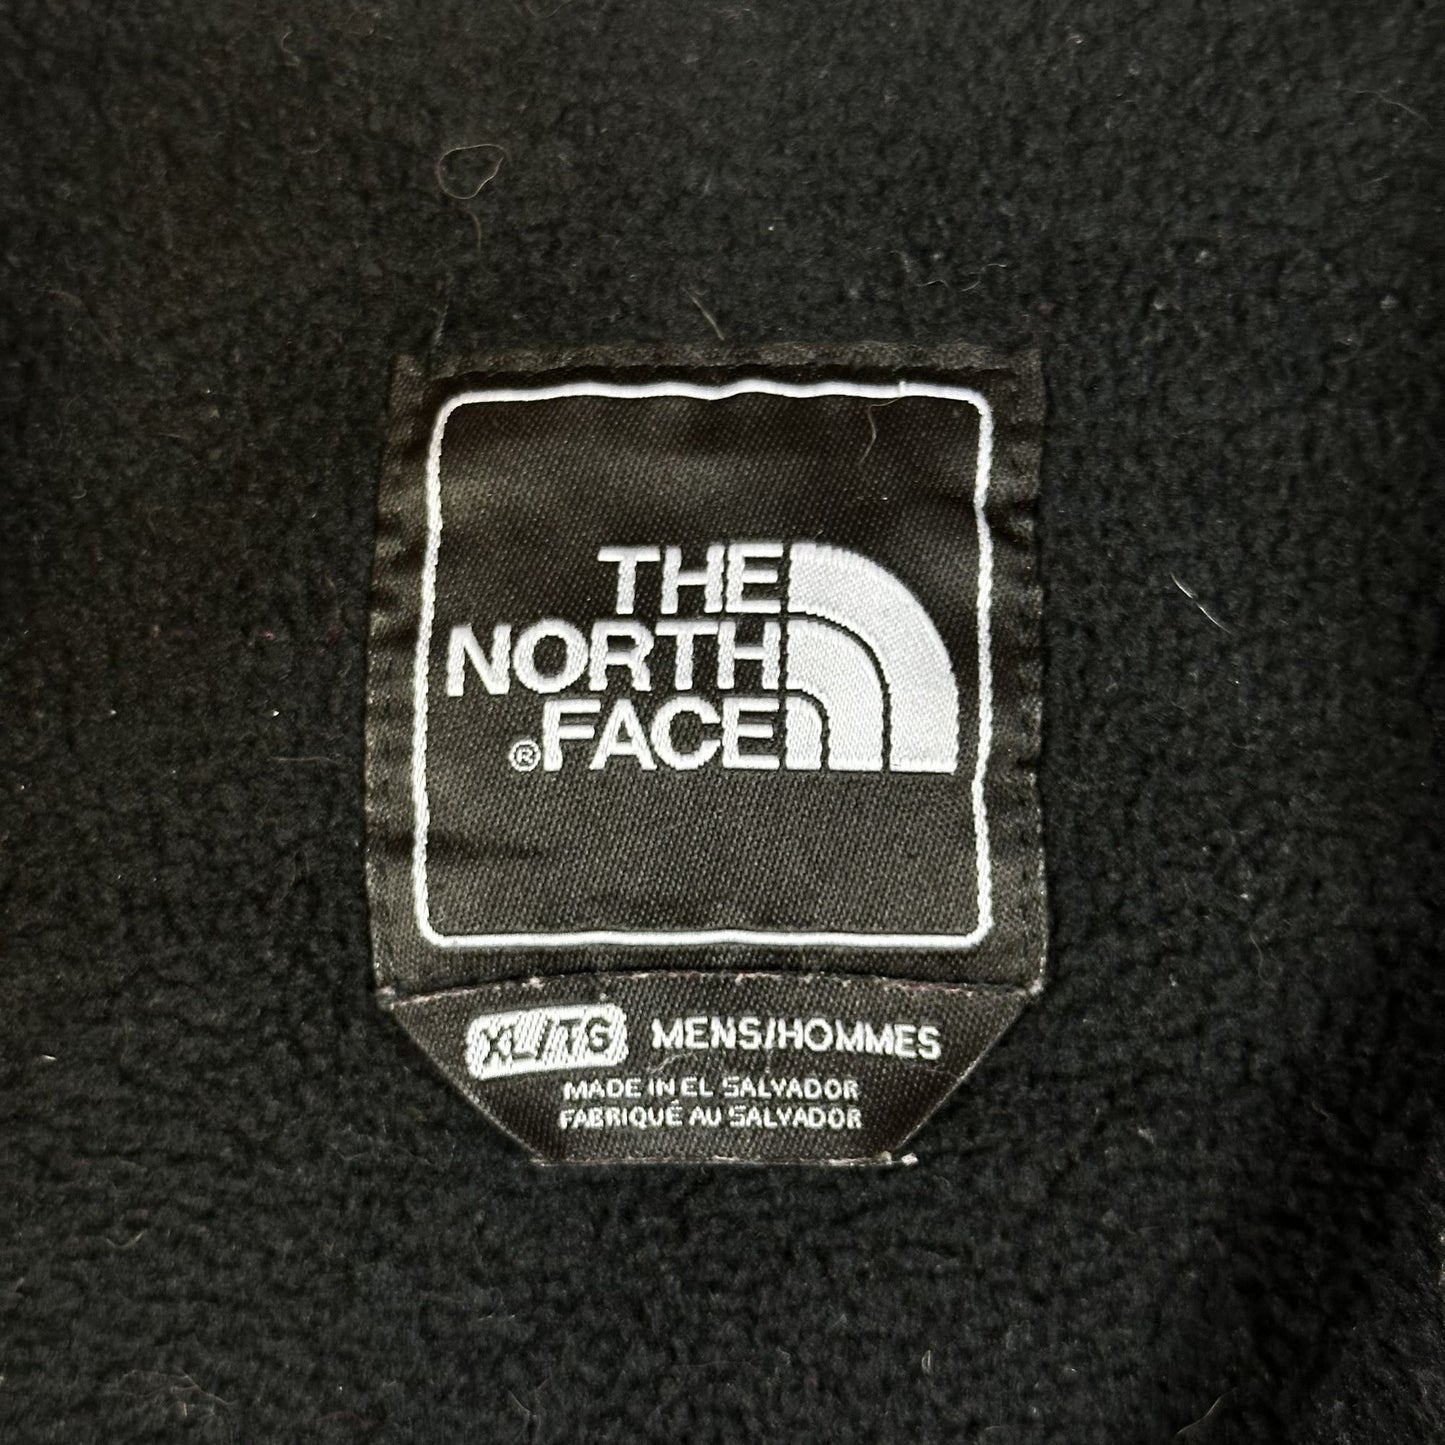 THE
NORTH
®FACE
XL/TG MENS/HOMMES
MADE IN EL SALVADOR
FABRIQUÉ AU SALVADOR